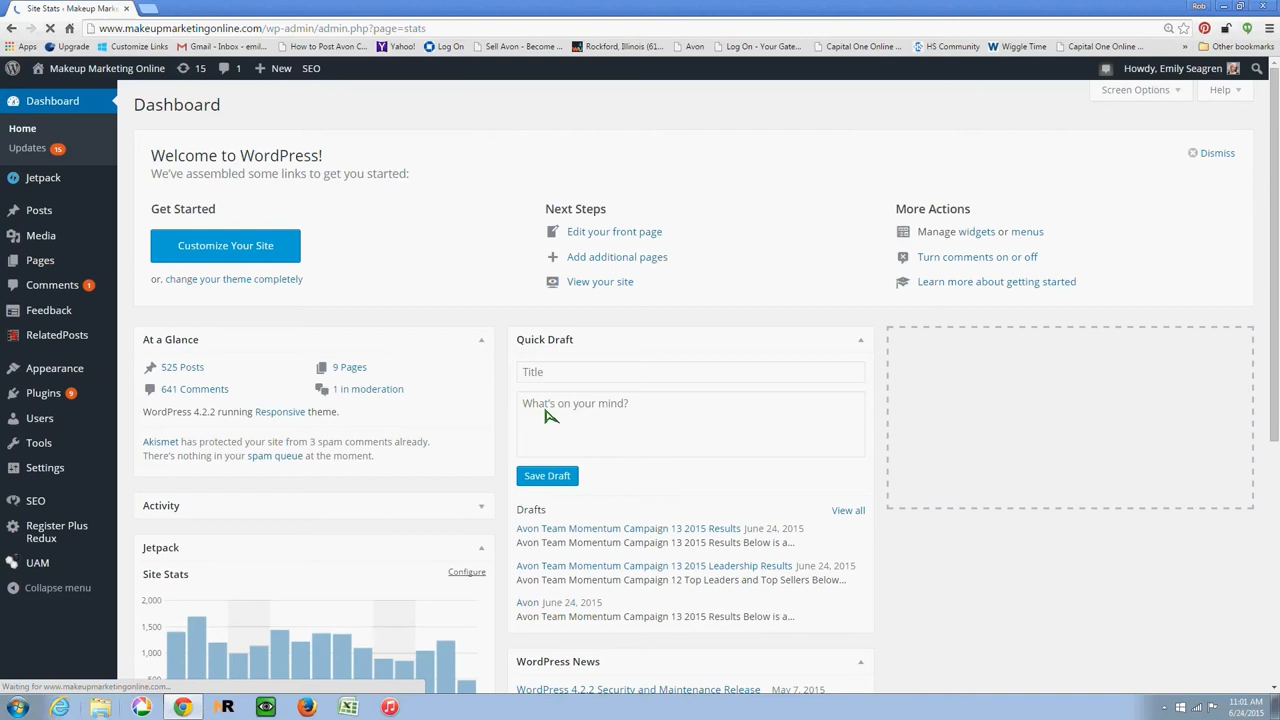 Site Stats ‹ Makeup Mark
Rob
www.makeupmarketingonline.com/wp-admin/admin.php?page=stats
Apps
Upgrade
Customize Links
Gmail - Inbox - emil...
How to Post Avon C...
Yahoo!
Log On
Sell Avon - Become ...
Rockford, Illinois (61...
Avon
Log On - Your Gate...
Capital One Online ...
HS Community
Wiggle Time
Capital One Online ...
»
Other bookmarks
Makeup Marketing Online
15
1
New
SEO
Howdy, Emily Seagren
Dashboard
Home
Updates 15
Jetpack
Posts
Media
Pages
Comments 1
Feedback
RelatedPosts
Appearance
Plugins 9
Users
Tools
Settings
SEO
Register Plus
Redux
UAM
Collapse menu
Dashboard
Screen Options
Help
Welcome to WordPress!
We've assembled some links to get you started:
Dismiss
Get Started
Customize Your Site
or, change your theme completely
Next Steps
Edit your front page
Add additional pages
View your site
More Actions
Manage widgets or menus
Turn comments on or off
Learn more about getting started
At a Glance
525 Posts
9 Pages
641 Comments
1 in moderation
WordPress 4.2.2 running Responsive theme.
Akismet has protected your site from 3 spam comments already.
There's nothing in your spam queue at the moment.
Activity
Jetpack
Site Stats
Configure
2,000
1,500
1,000
Quick Draft
Title
What's on your mind?
Save Draft
Drafts
View all
Avon Team Momentum Campaign 13 2015 Results June 24, 2015
Avon Team Momentum Campaign 13 2015 Results Below is a...
Avon Team Momentum Campaign 13 2015 Leadership Results June 24, 2015
Avon Team Momentum Campaign 12 Top Leaders and Top Sellers Below...
Avon June 24, 2015
Avon Team Momentum Campaign 13 2015 Results Below is a...
WordPress News
WordPress 4.2.2 Security and Maintenance Release May 7, 2015
Waiting for www.makeupmarketingonline.com...
11:01 AM
6/24/2015